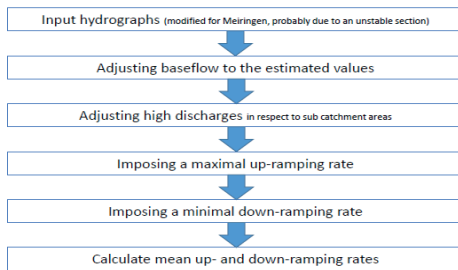 Input hydrographs (modified for Meiringen, probably due to an unstable section)
Adjusting baseflow to the estimated values
Adjusting high discharges in respect to sub catchment areas
Imposing a maximal up-ramping rate
Imposing a minimal down-ramping rate
Calculate mean up- and down-ramping rates